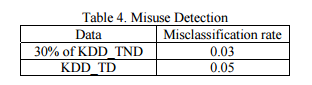 Table 4. Misuse Detection
Data Misclassification rate
30% of KDD_TND 0.03
KDD_TD 0.05